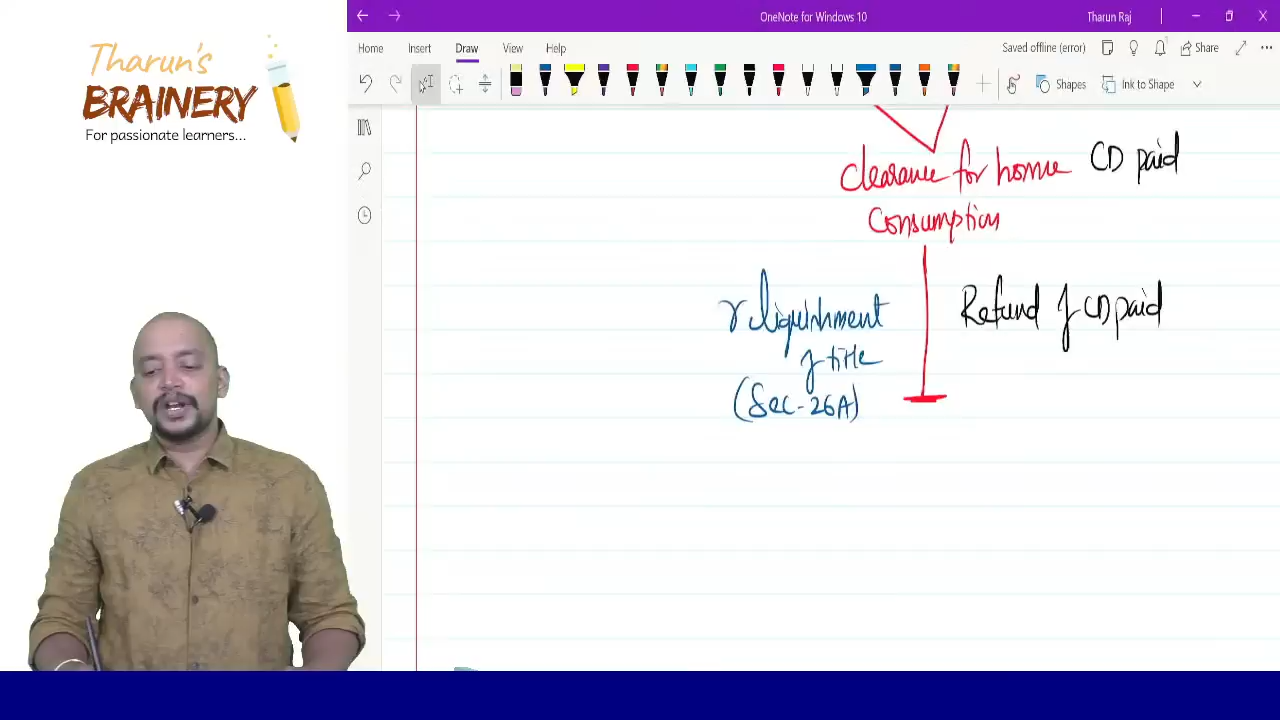 OneNote for Windows 10
Tharun Raj
Home
Insert
Draw
View
Help
Saved offline (error)
Share
Shapes
Ink to Shape
Tharun's
BRAINERY
For passionate learners...
Clearance for home
Consumption
CD paid
reliquishment
of title
(Sec-26A)
Refund of CD paid